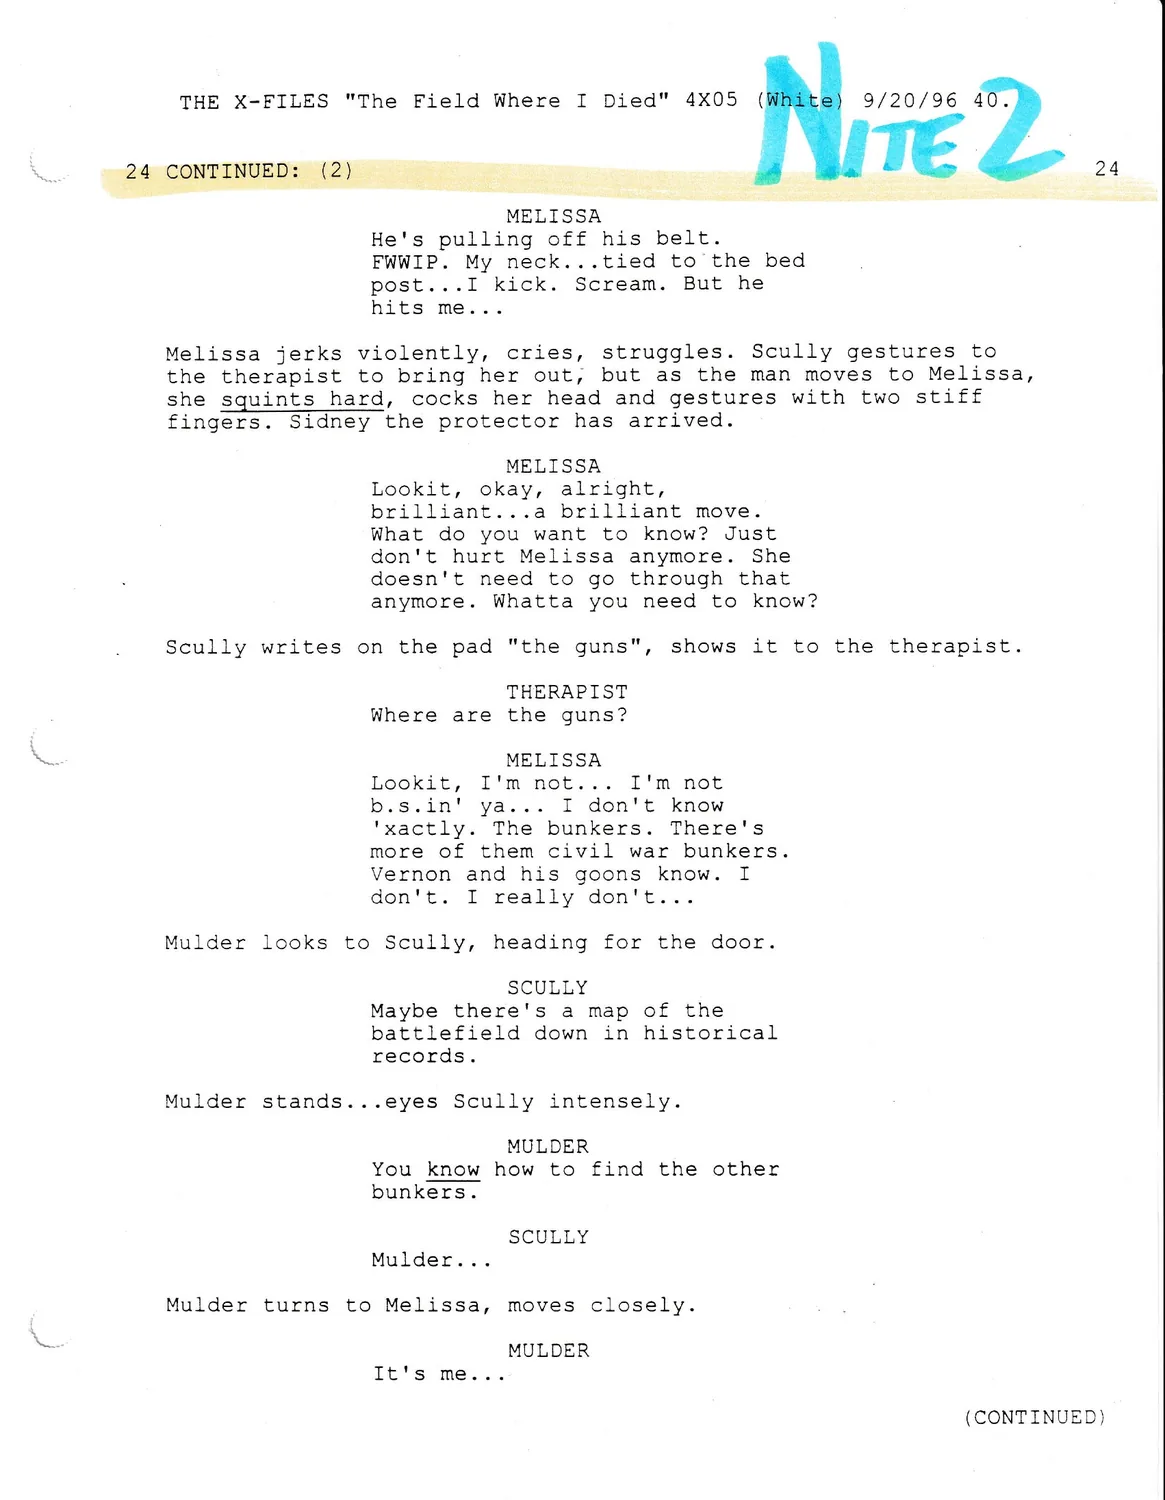 THE X-FILES "The Field Where I Died" 4X05 (White) 9/20/96 40.
NITE 2
24 CONTINUED: (2) 24
MELISSA
He's pulling off his belt.
FWWIP. My neck...tied to the bed
post...I kick. Scream. But he
hits me...
Melissa jerks violently, cries, struggles. Scully gestures to
the therapist to bring her out, but as the man moves to Melissa,
she squints hard, cocks her head and gestures with two stiff
fingers. Sidney the protector has arrived.
MELISSA
Lookit, okay, alright,
brilliant...a brilliant move.
What do you want to know? Just
don't hurt Melissa anymore. She
doesn't need to go through that
anymore. Whatta you need to know?
Scully writes on the pad "the guns", shows it to the therapist.
THERAPIST
Where are the guns?
MELISSA
Lookit, I'm not... I'm not
b.s.in' ya... I don't know
'xactly. The bunkers. There's
more of them civil war bunkers.
Vernon and his goons know. I
don't. I really don't...
Mulder looks to Scully, heading for the door.
SCULLY
Maybe there's a map of the
battlefield down in historical
records.
Mulder stands...eyes Scully intensely.
MULDER
You know how to find the other
bunkers.
SCULLY
Mulder...
Mulder turns to Melissa, moves closely.
MULDER
It's me...
(CONTINUED)